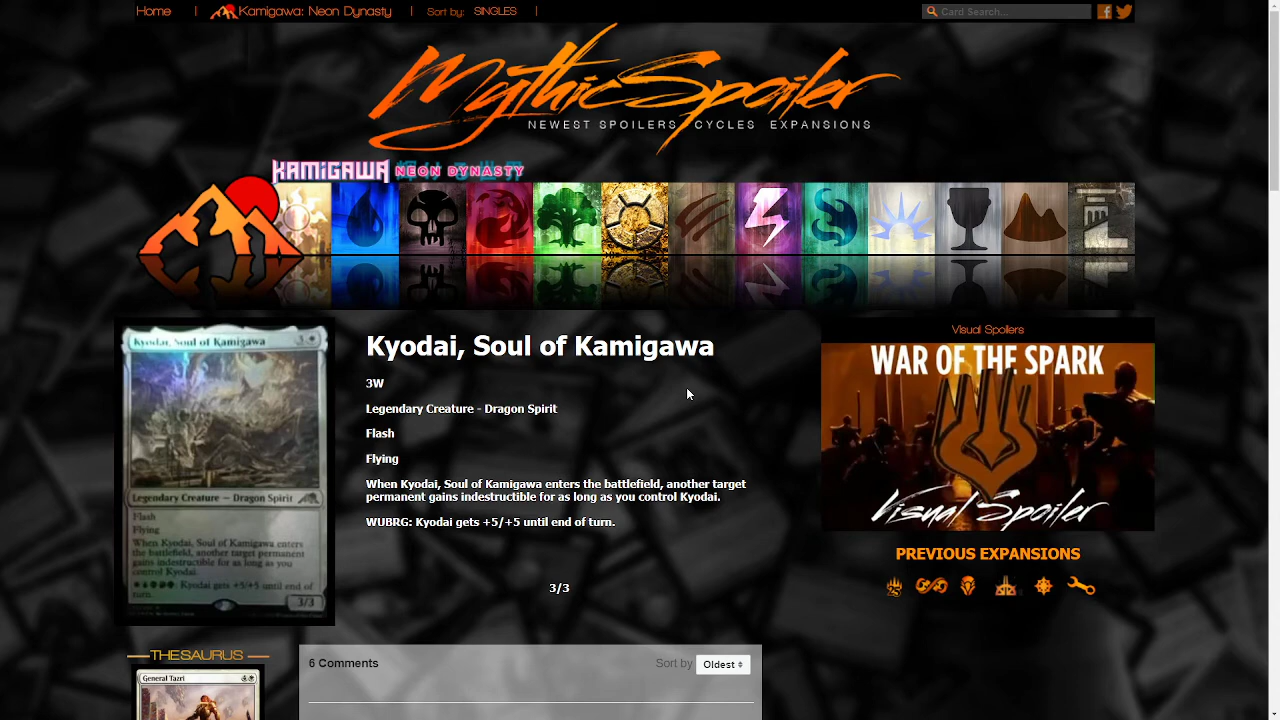 Home | Kamigawa: Neon Dynasty | Sort by: SINGLES |
Card Search...
MythicSpoiler
NEWEST SPOILERS CYCLES EXPANSIONS
KAMIGAWA NEON DYNASTY
Kyodai, Soul of Kamigawa 3
Legendary Creature — Dragon Spirit
Flash
Flying
When Kyodai, Soul of Kamigawa enters
the battlefield, another target
permanent gains indestructible for as long as you
control Kyodai.
: Kyodai gets +5/+5 until end of
turn.
3/3
Kyodai, Soul of Kamigawa
3W
Legendary Creature - Dragon Spirit
Flash
Flying
When Kyodai, Soul of Kamigawa enters the battlefield, another target
permanent gains indestructible for as long as you control Kyodai.
WUBRG: Kyodai gets +5/+5 until end of turn.
3/3
Visual Spoilers
WAR OF THE SPARK
Visual Spoiler
PREVIOUS EXPANSIONS
THESAURUS
General Tazri 4
6 Comments
Sort by Oldest